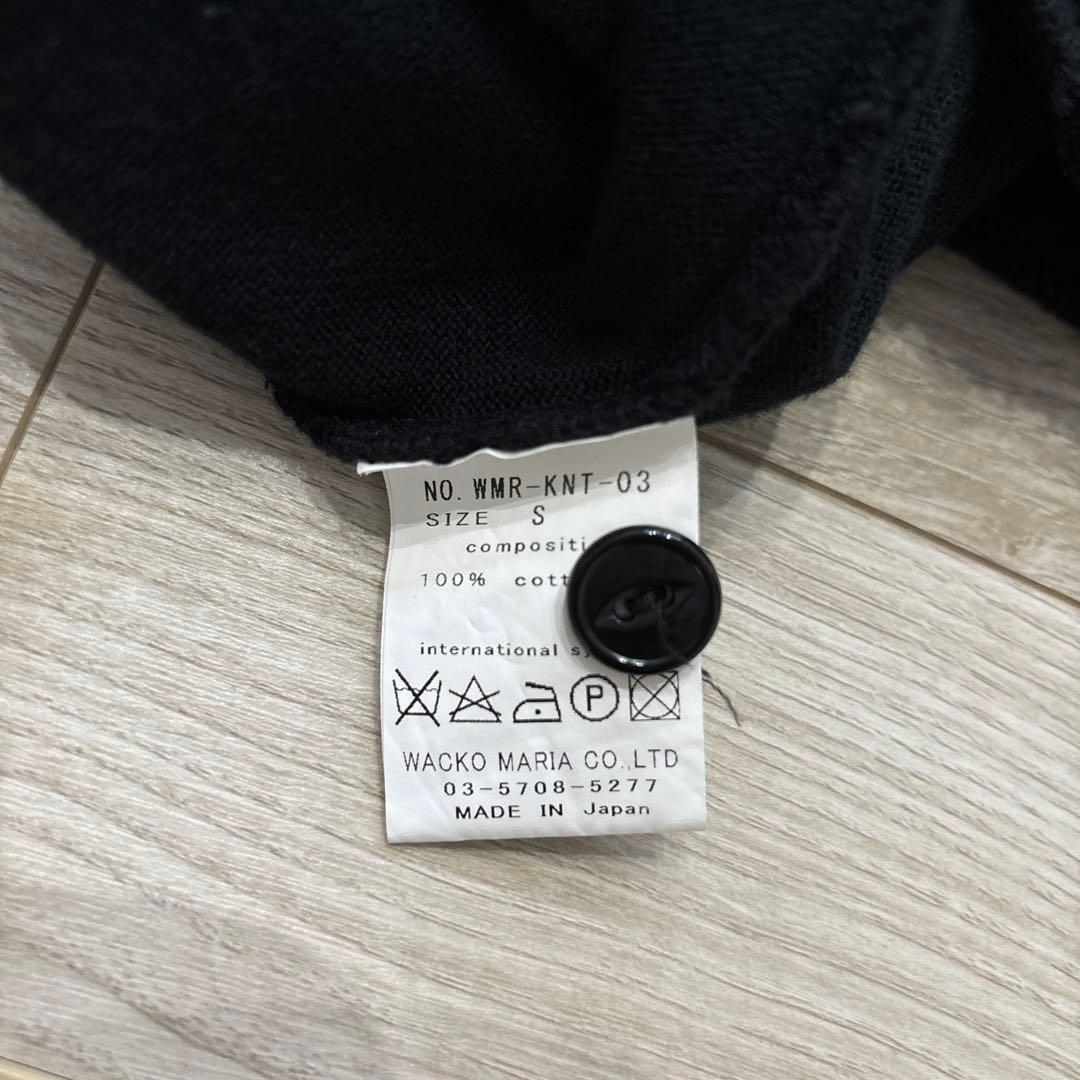 NO. WMR-KNT-03
SIZE S
compositi
100% cott
international sy
P
WACKO MARIA CO.,LTD
03-5708-5277
MADE IN Japan